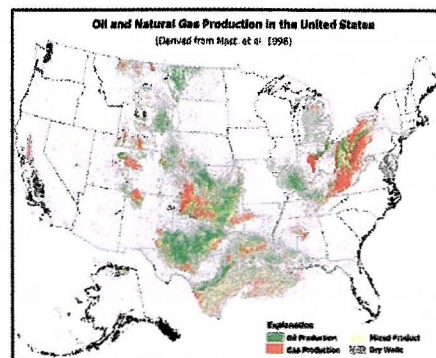 Oil and Natural Gas Production in the United States
(Derived from Mast, et al, 1998)
Explanation
Oil Production
Mixed Product
Gas Production
Dry Wells